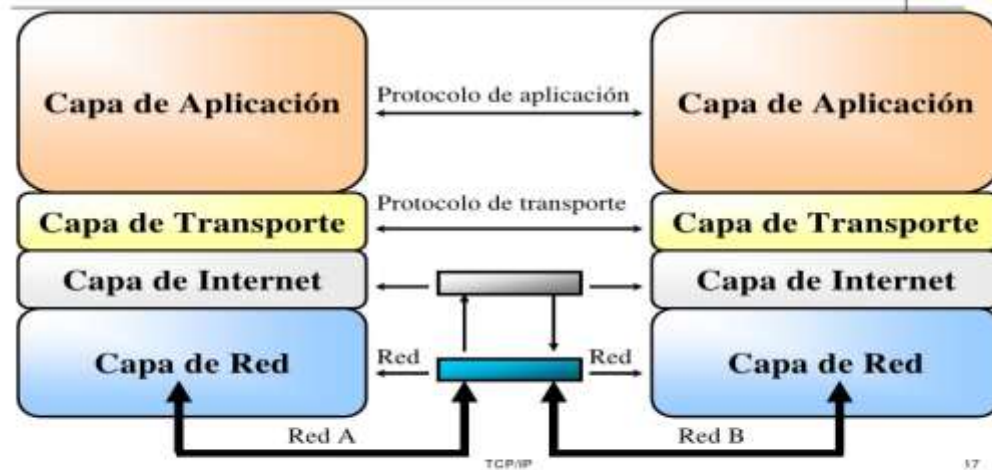 Capa de Aplicación
Protocolo de aplicación
Capa de Aplicación
Capa de Transporte
Protocolo de transporte
Capa de Transporte
Capa de Internet
Capa de Internet
Capa de Red
Red
Red
Capa de Red
Red A
Red B
TCP/IP
17